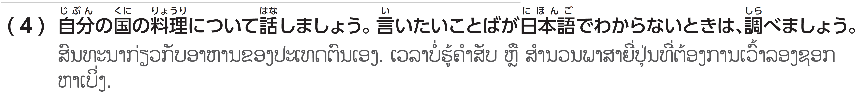 （4）自分の国の料理について話しましょう。言いたいことばが日本語でわからないときは、調べましょう。
ສົນທະນາກ່ຽວກັບອາຫານຂອງປະເທດຕົນເອງ. ເວລາບໍ່ຮູ້ຄຳສັບ ຫຼື ສຳນວນພາສາຍີ່ປຸ່ນທີ່ຕ້ອງການເວົ້າລອງຊອກ
ຫາເບິ່ງ.